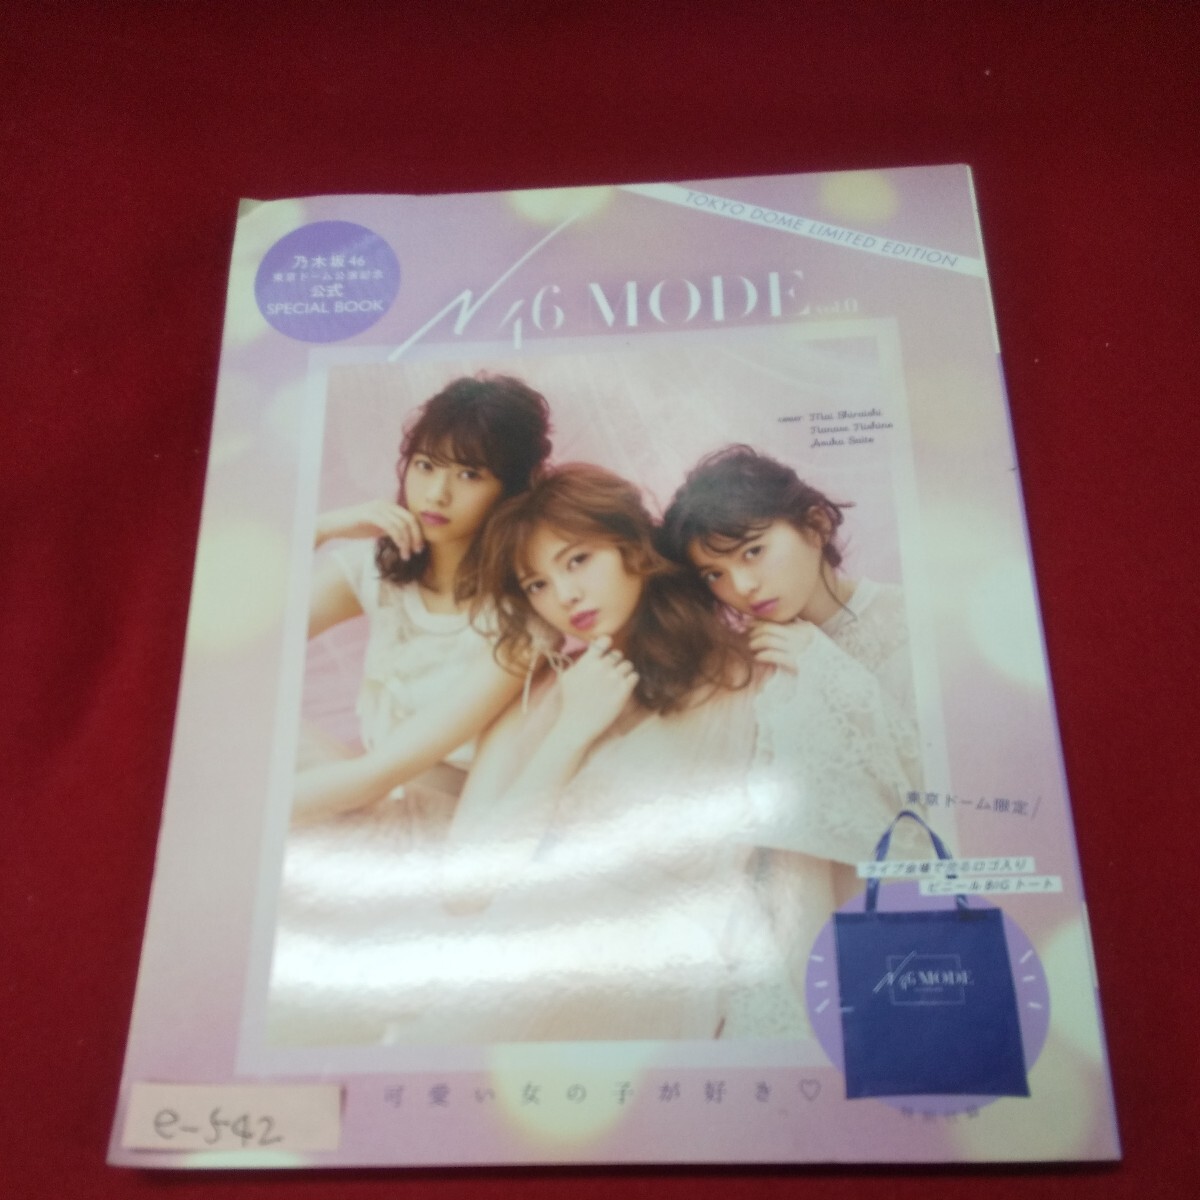 TOKYO DOME LIMITED EDITION
乃木坂46
東京ドーム公演記念
公式
SPECIAL BOOK
N46 MODE vol.0
cover Mai Shiraishi
Nanase Nishino
Asuka Saito
東京ドーム限定
ライブ会場で売るロゴ入り
ビニールBIGトート
N46 MODE
可愛い女の子が好き♡
e-542